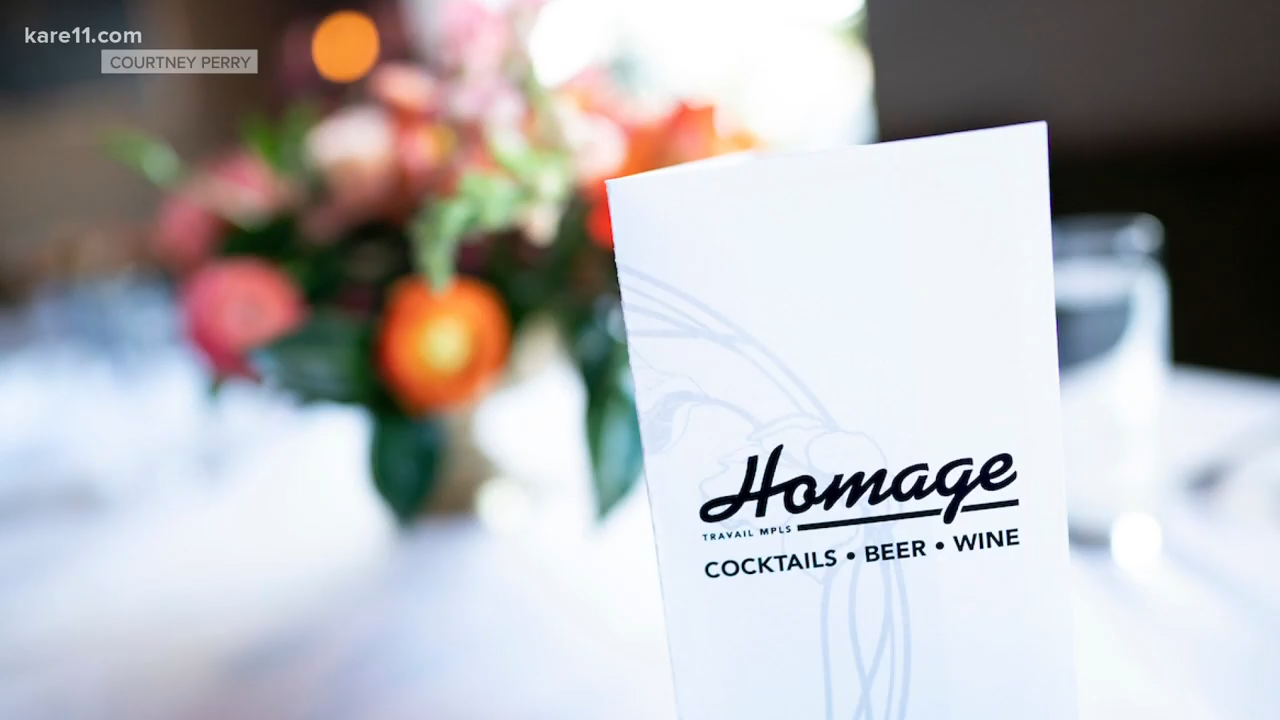 kare11.com
COURTNEY PERRY
Homage
TRAVAIL MPLS
COCKTAILS • BEER • WINE